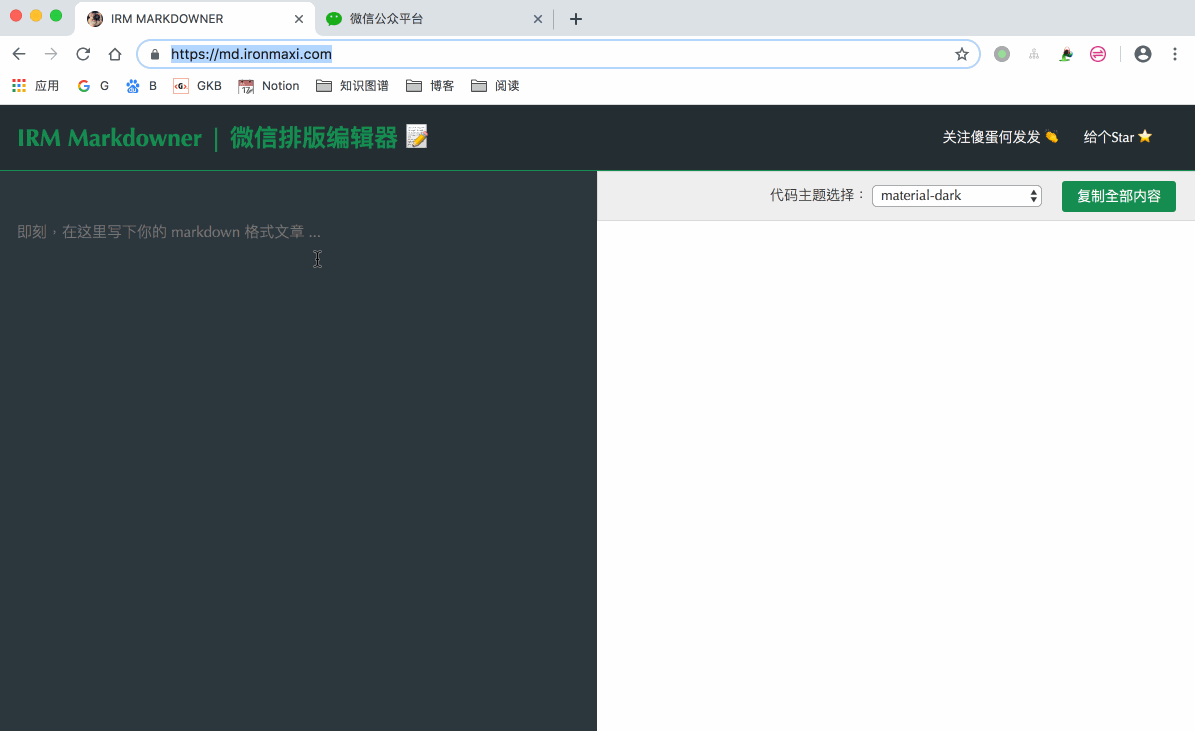 IRM MARKDOWNER
微信公众平台
https://md.ironmaxi.com
应用 G B GKB Notion 知识图谱 博客 阅读
IRM Markdowner | 微信排版编辑器 📝
关注傻蛋何发发 👏 给个Star ⭐
代码主题选择： material-dark 复制全部内容
即刻，在这里写下你的 markdown 格式文章 ...